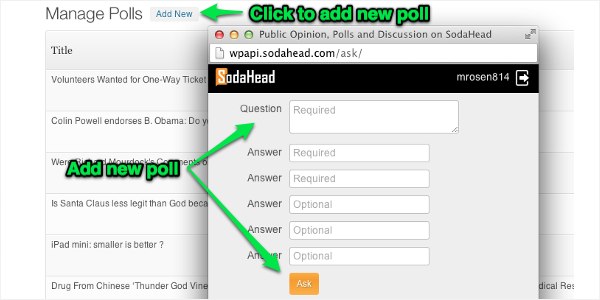 Manage Polls Add New Click to add new poll
Title
Volunteers Wanted for One-Way Ticket
Colin Powell endorses B. Obama: Do yo
Were Richard Mourdock's Comments o
Is Santa Claus less legit than God beca
iPad mini: smaller is better ?
Drug From Chinese 'Thunder God Vine
Add new poll
Public Opinion, Polls and Discussion on SodaHead
wpapi.sodahead.com/ask/
SodaHead mrosen814
Question Required
Answer Required
Answer Required
Answer Optional
Answer Optional
Answer Optional
Ask
dical Res